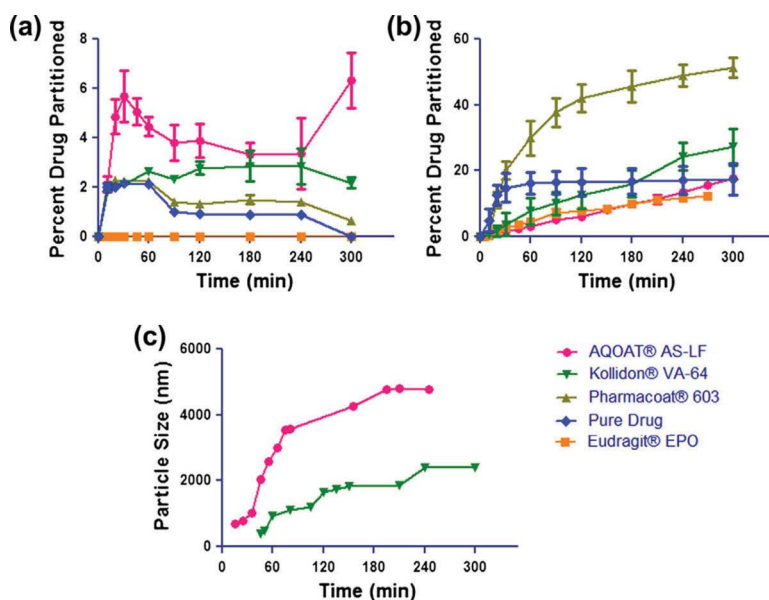 (a)
Percent Drug Partitioned
8
6
4
2
0
0
60
120
180
240
300
Time (min)
(b)
Percent Drug Partitioned
60
40
20
0
0
60
120
180
240
300
Time (min)
(c)
Particle Size (nm)
6000
4000
2000
0
0
60
120
180
240
300
Time (min)
AQOAT® AS-LF
Kollidon® VA-64
Pharmacoat® 603
Pure Drug
Eudragit® EPO